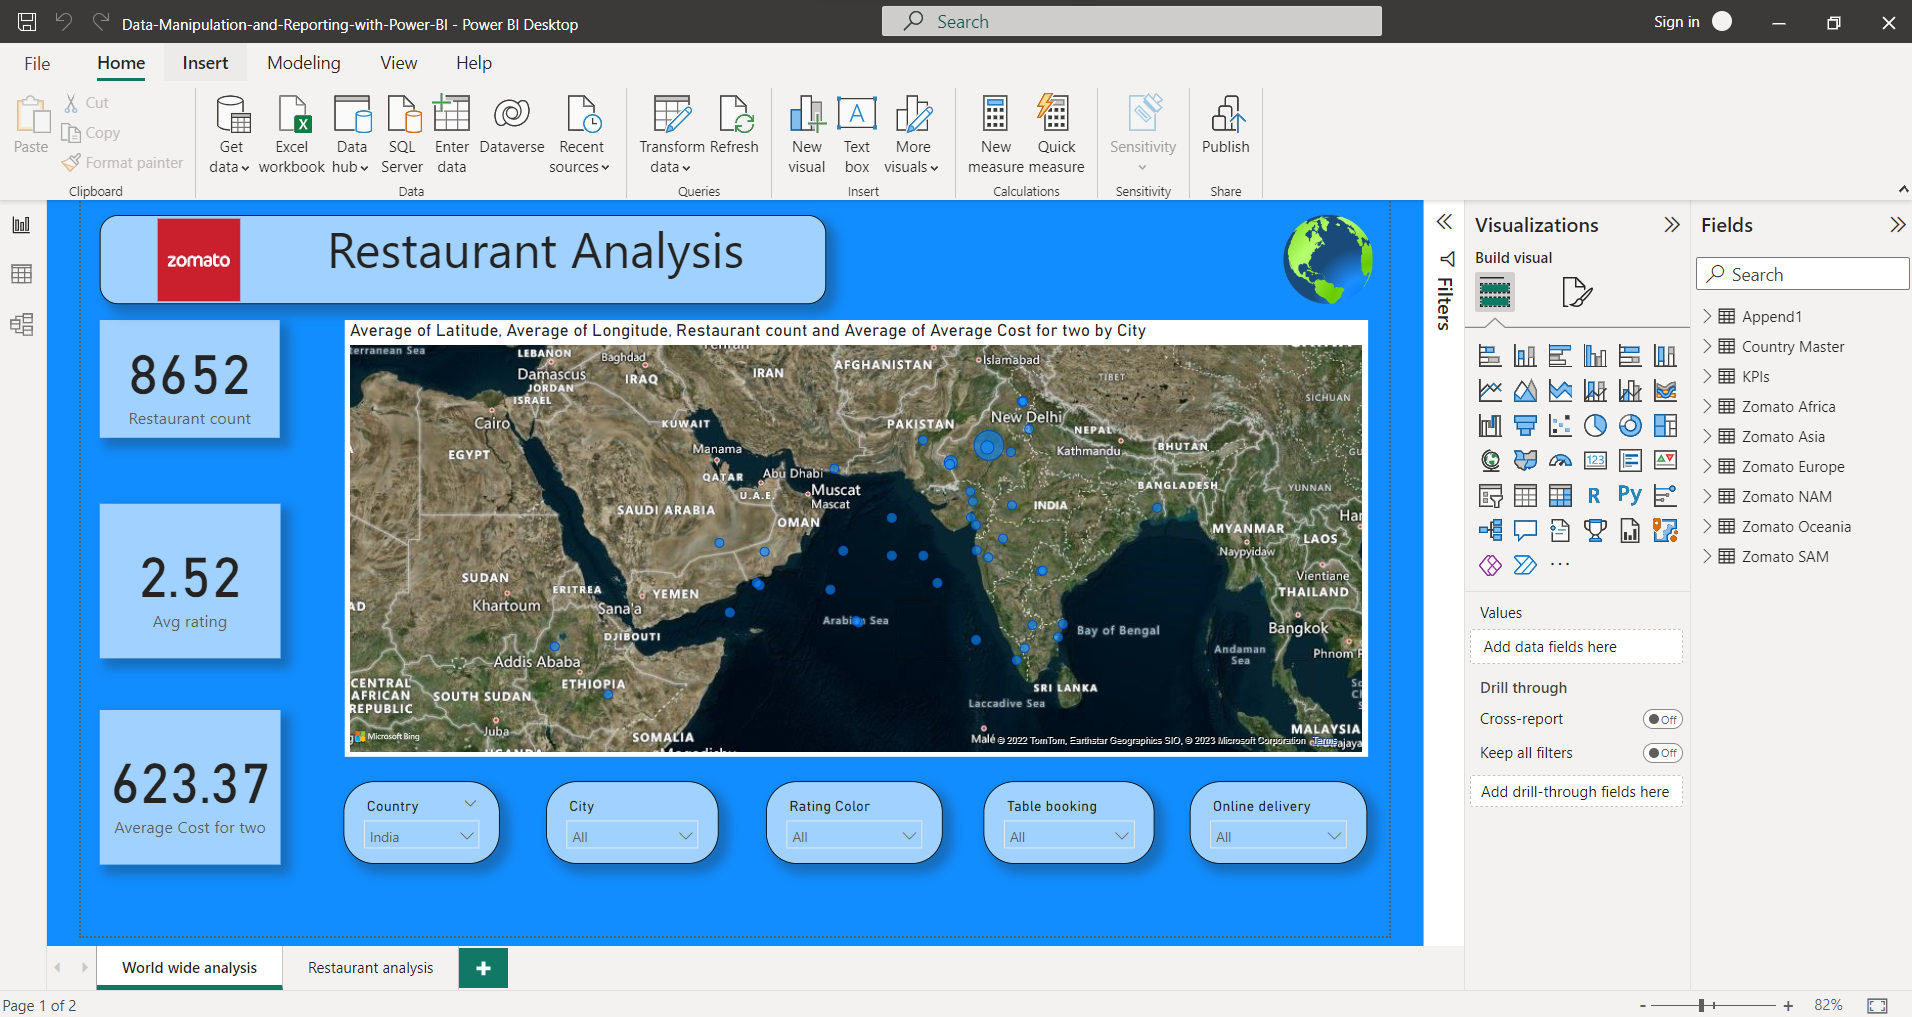 Data-Manipulation-and-Reporting-with-Power-BI - Power BI Desktop
Search
Sign in
File
Home
Insert
Modeling
View
Help
Paste
Cut
Copy
Format painter
Clipboard
Get data
Excel workbook
Data hub
SQL Server
Enter data
Dataverse
Recent sources
Data
Transform data
Refresh
Queries
New visual
Text box
More visuals
Insert
New measure
Quick measure
Calculations
Sensitivity
Sensitivity
Publish
Share
zomato
Restaurant Analysis
8652
Restaurant count
2.52
Avg rating
623.37
Average Cost for two
Average of Latitude, Average of Longitude, Restaurant count and Average of Average Cost for two by City
terranean Sea
LEBANON
Damascus
JORDAN
ISRAEL
Baghdad
IRAQ
Tehran
IRAN
AFGHANISTAN
Islamabad
TIBET
SICHUAN
Cairo
KUWAIT
PAKISTAN
New Delhi
NEPAL
Kathmandu
BHUTAN
EGYPT
Manama
QATAR
Abu Dhabi
U.A.E.
Muscat
Mascat
OMAN
SAUDI ARABIA
INDIA
BANGLADESH
YUNNAN
MYANMAR
Naypyidaw
Har
LAOS
SUDAN
Khartoum
ERITREA
Sana'a
YEMEN
Vientiane
THAILAND
Arabian Sea
DJIBOUTI
Bay of Bengal
Bangkok
Andaman Sea
Phnom P
Addis Ababa
ETHIOPIA
CENTRAL AFRICAN REPUBLIC
SOUTH SUDAN
SRI LANKA
Laccadive Sea
Juba
SOMALIA
Malé
MALAYSIA
Microsoft Bing
© 2022 TomTom, Earthstar Geographics SIO, © 2023 Microsoft Corporation Terms
Country
India
City
All
Rating Color
All
Table booking
All
Online delivery
All
Filters
Visualizations
Build visual
123
R
Py
Values
Add data fields here
Drill through
Cross-report
Off
Keep all filters
Off
Add drill-through fields here
Fields
Search
Append1
Country Master
KPIs
Zomato Africa
Zomato Asia
Zomato Europe
Zomato NAM
Zomato Oceania
Zomato SAM
World wide analysis
Restaurant analysis
Page 1 of 2
82%